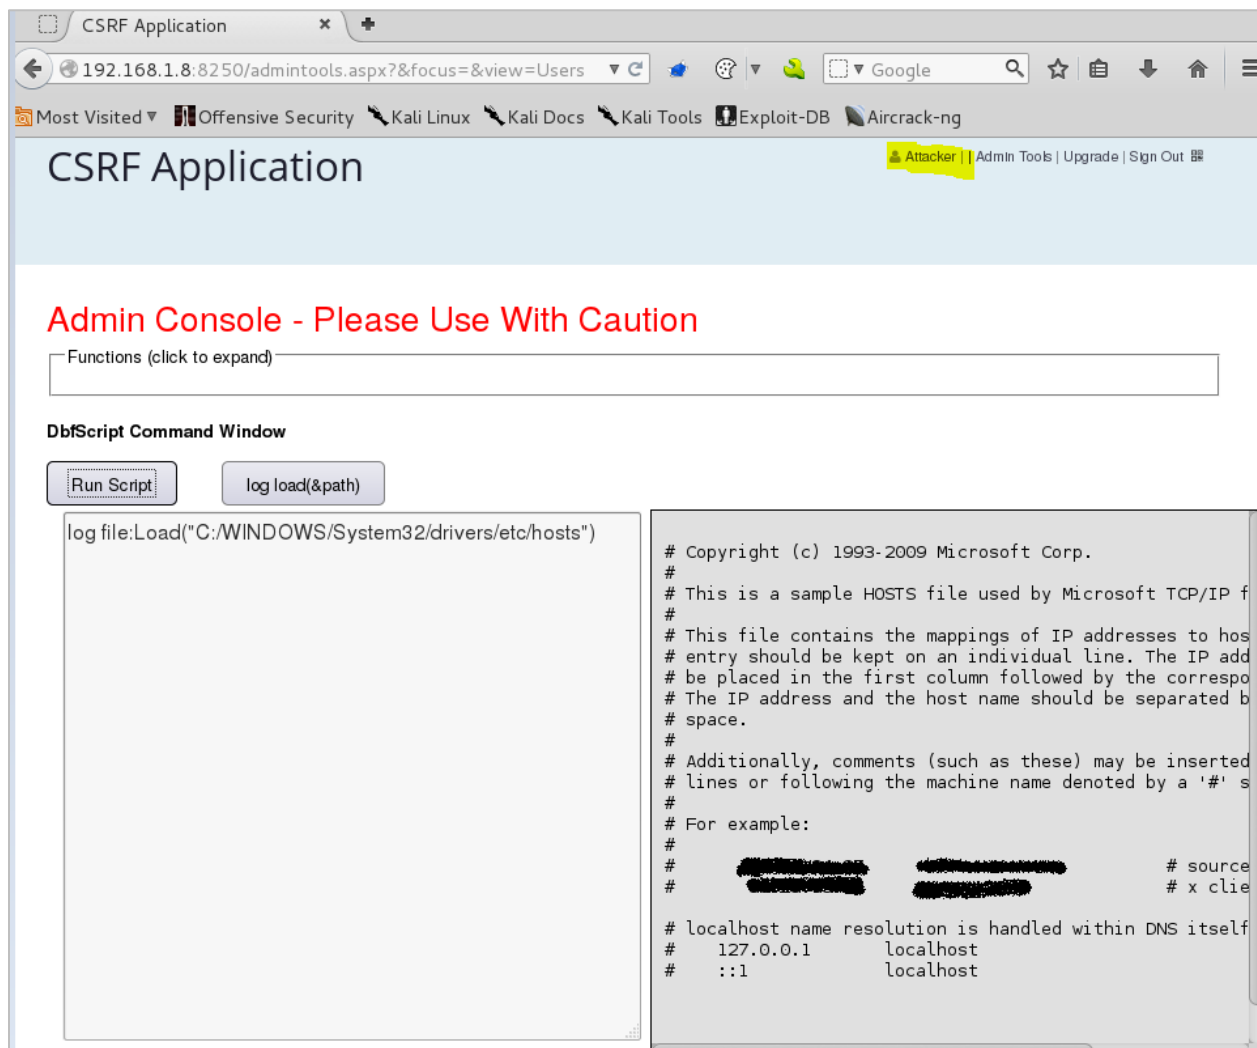 CSRF Application
192.168.1.8:8250/admintools.aspx?&focus=&view=Users
Google
Most Visited
Offensive Security
Kali Linux
Kali Docs
Kali Tools
Exploit-DB
Aircrack-ng
CSRF Application
Attacker | | Admin Tools | Upgrade | Sign Out
Admin Console - Please Use With Caution
Functions (click to expand)
DbfScript Command Window
Run Script
log load(&path)
log file:Load("C:/WINDOWS/System32/drivers/etc/hosts")
# Copyright (c) 1993-2009 Microsoft Corp.
#
# This is a sample HOSTS file used by Microsoft TCP/IP f
#
# This file contains the mappings of IP addresses to hos
# entry should be kept on an individual line. The IP add
# be placed in the first column followed by the correspo
# The IP address and the host name should be separated b
# space.
#
# Additionally, comments (such as these) may be inserted
# lines or following the machine name denoted by a '#' s
#
# For example:
#
# # source
# # x clie
# localhost name resolution is handled within DNS itself
# 127.0.0.1 localhost
# ::1 localhost